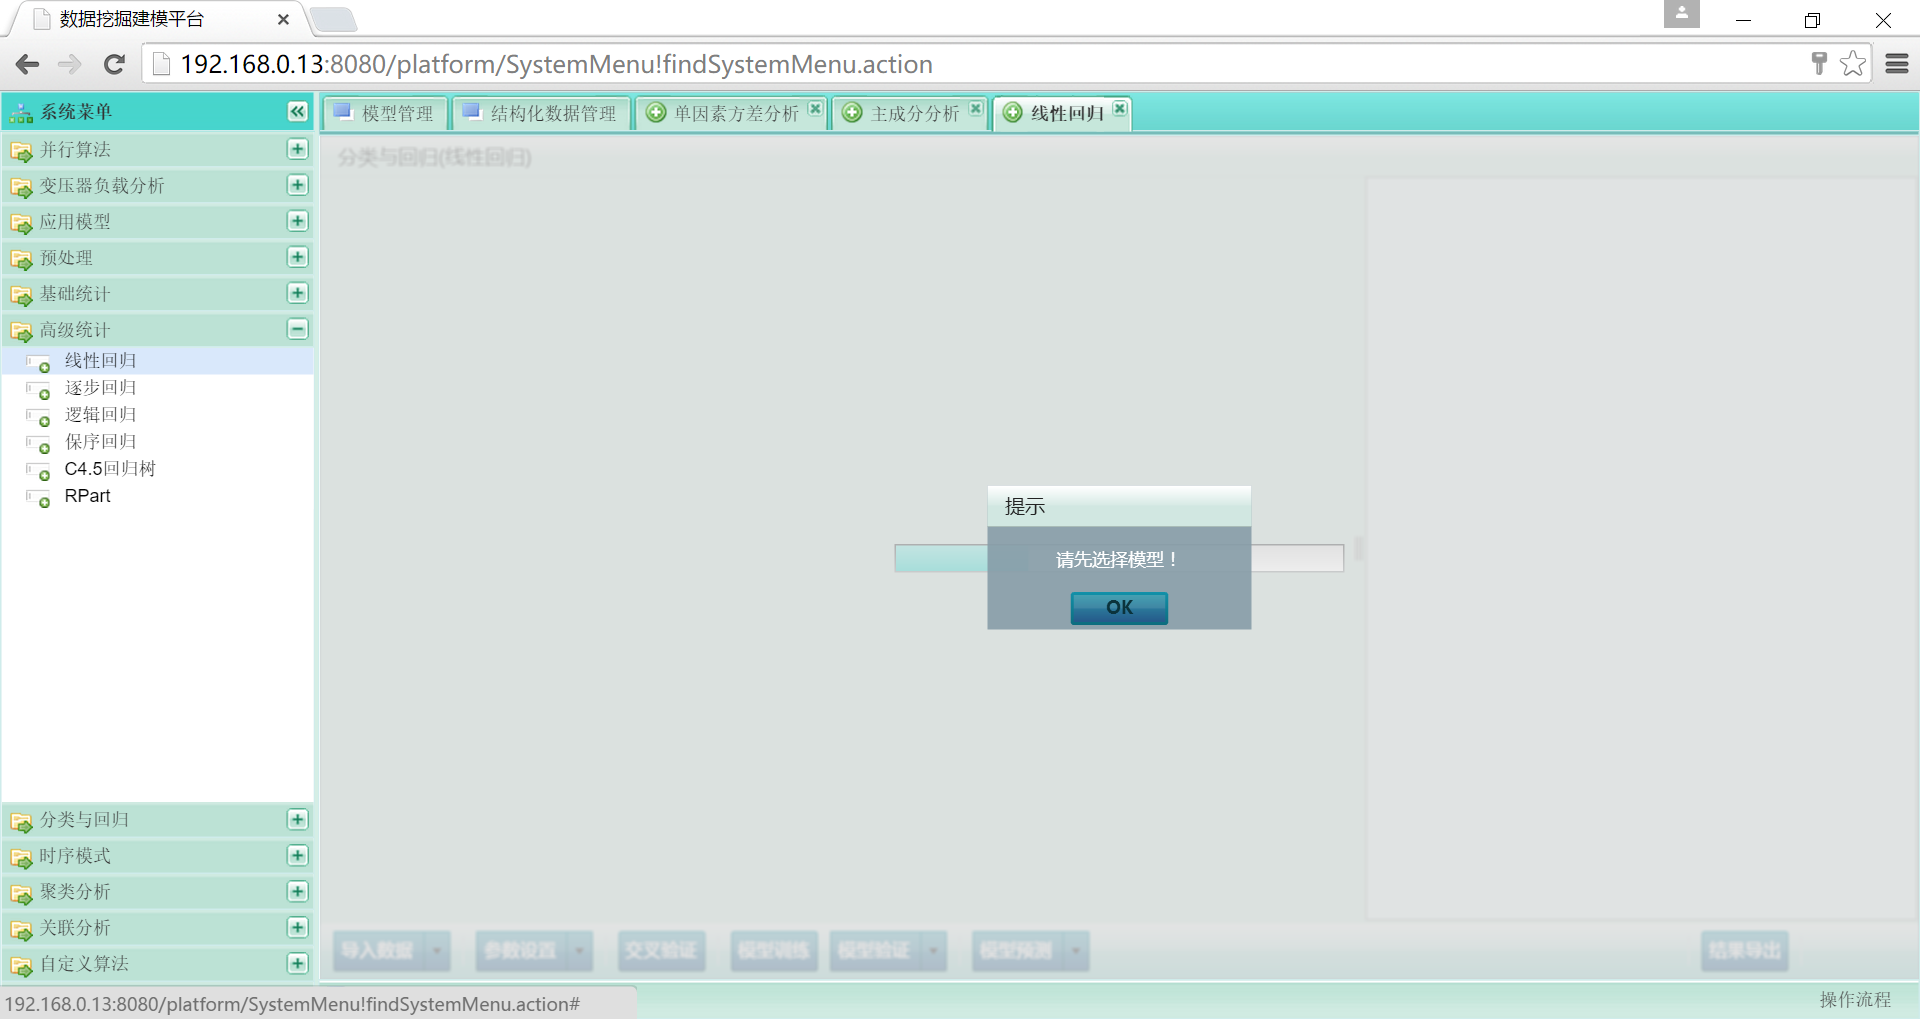 数据挖掘建模平台
192.168.0.13:8080/platform/SystemMenu!findSystemMenu.action
系统菜单
模型管理
结构化数据管理
单因素方差分析
主成分分析
线性回归
并行算法
变压器负载分析
应用模型
预处理
基础统计
高级统计
线性回归
逐步回归
逻辑回归
保序回归
C4.5回归树
RPart
分类与回归
时序模式
聚类分析
关联分析
自定义算法
分类与回归(线性回归)
提示
请先选择模型！
OK
导入数据
参数设置
交叉验证
模型训练
模型验证
模型预测
结果导出
192.168.0.13:8080/platform/SystemMenu!findSystemMenu.action#
操作流程